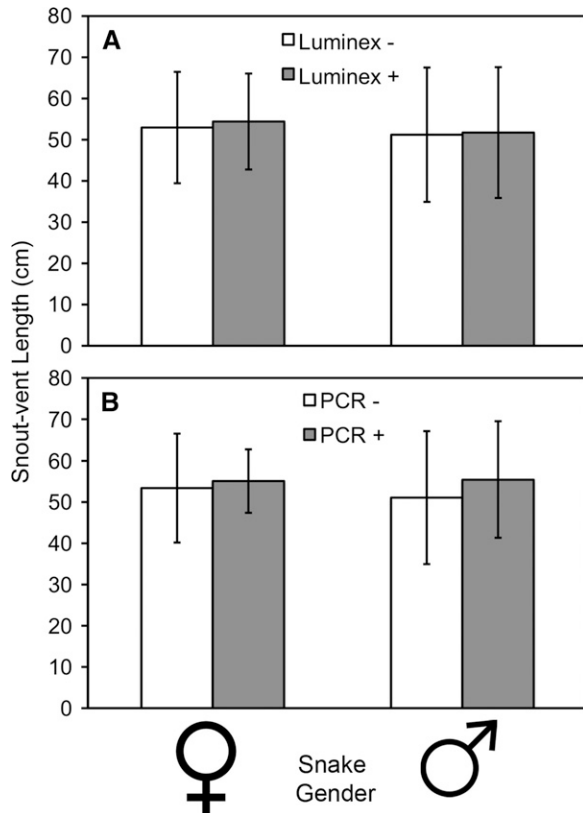 Snout-vent Length (cm)
A
Luminex -
Luminex +
80
70
60
50
40
30
20
10
0
B
PCR -
PCR +
80
70
60
50
40
30
20
10
0
♀
Snake
Gender
♂